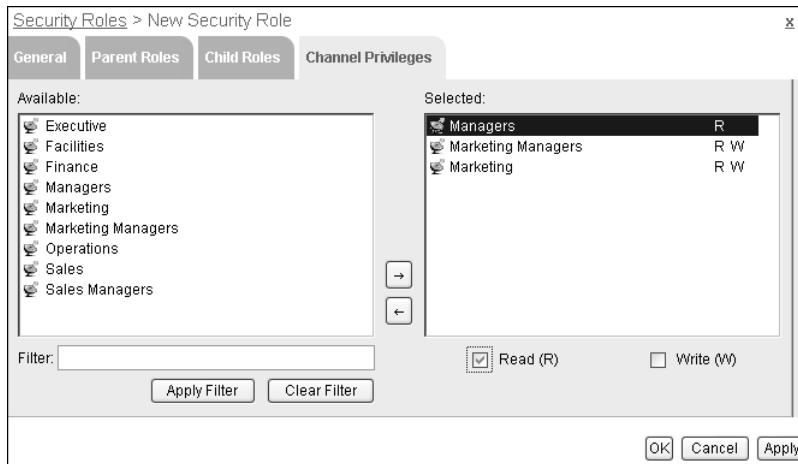 Security Roles > New Security Role x
General Parent Roles Child Roles Channel Privileges
Available:
Executive
Facilities
Finance
Managers
Marketing
Marketing Managers
Operations
Sales
Sales Managers
Filter:
Apply Filter Clear Filter
→
←
Selected:
Managers R
Marketing Managers R W
Marketing R W
Read (R) Write (W)
OK Cancel Apply